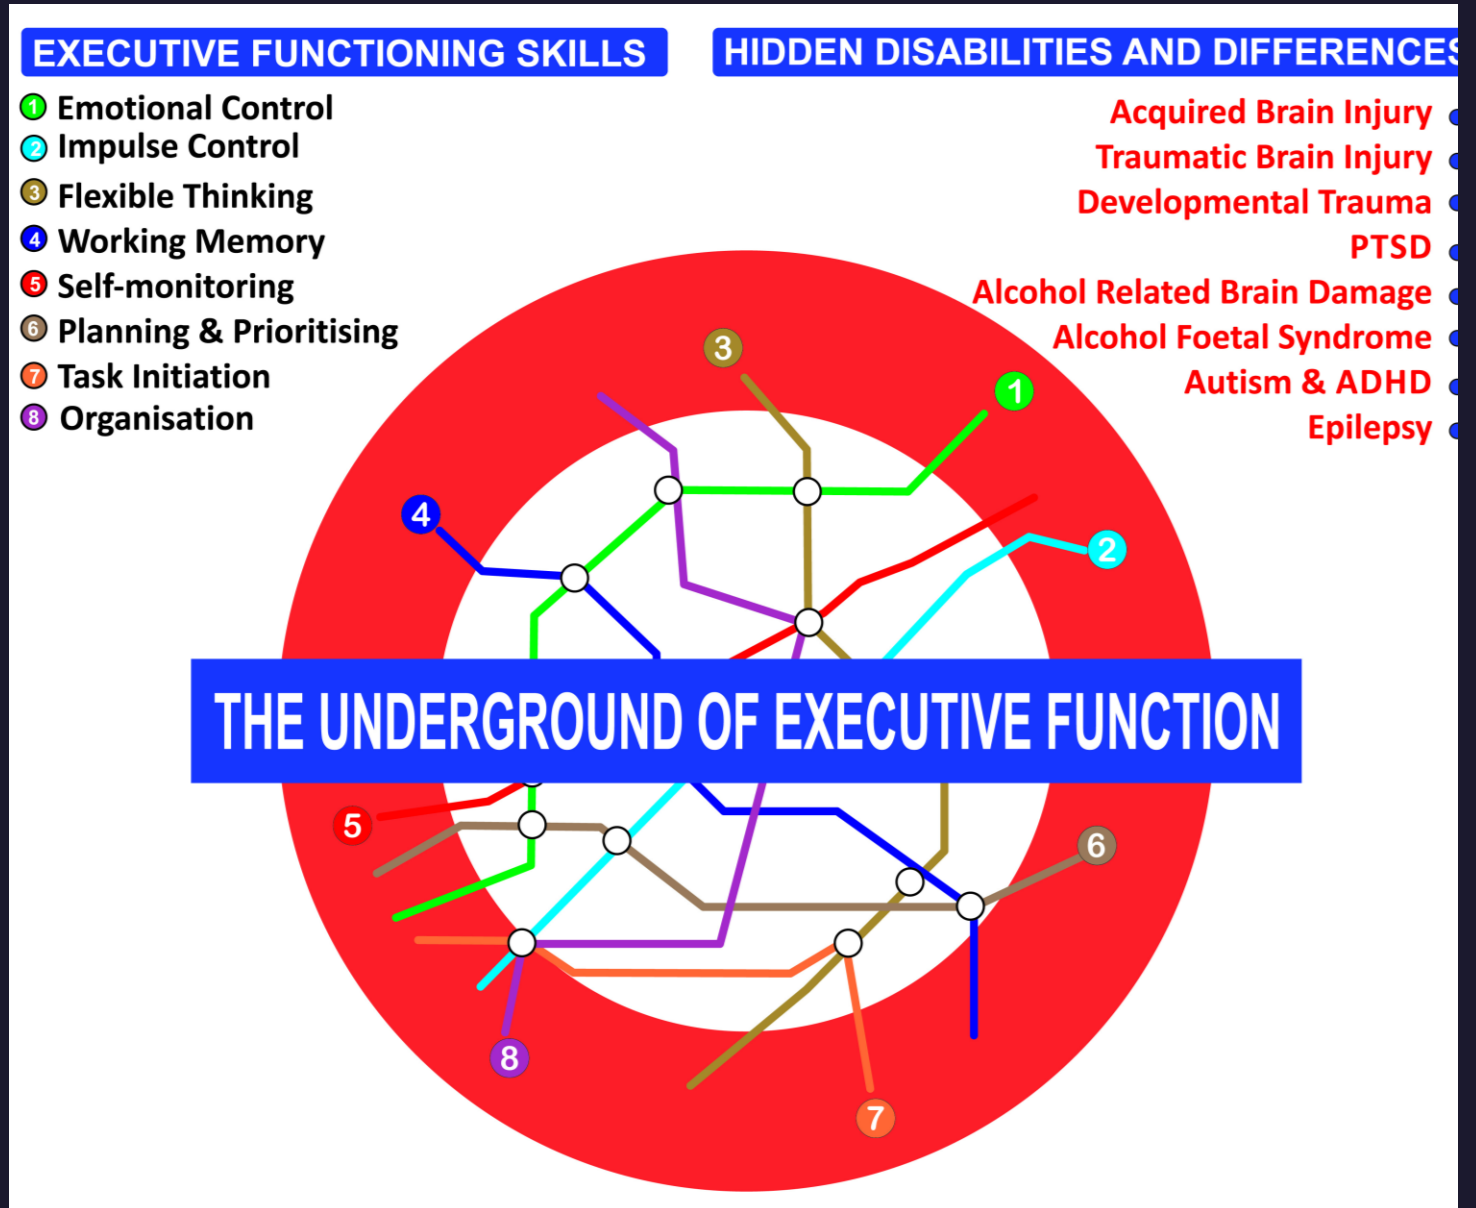 EXECUTIVE FUNCTIONING SKILLS
1 Emotional Control
2 Impulse Control
3 Flexible Thinking
4 Working Memory
5 Self-monitoring
6 Planning & Prioritising
7 Task Initiation
8 Organisation
HIDDEN DISABILITIES AND DIFFERENCES
Acquired Brain Injury
Traumatic Brain Injury
Developmental Trauma
PTSD
Alcohol Related Brain Damage
Alcohol Foetal Syndrome
Autism & ADHD
Epilepsy
3
1
4
2
THE UNDERGROUND OF EXECUTIVE FUNCTION
5
6
8
7